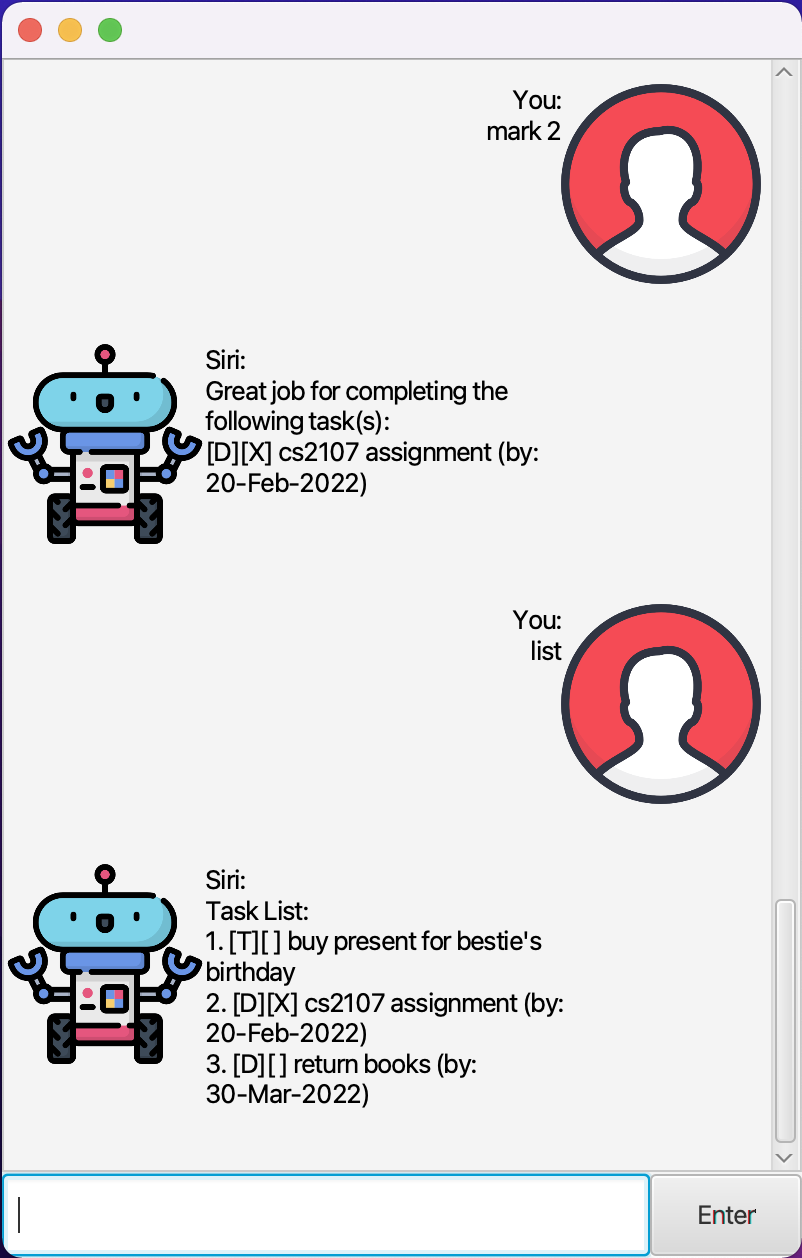 You:
mark 2
Siri:
Great job for completing the
following task(s):
[D][X] cs2107 assignment (by:
20-Feb-2022)
You:
list
Siri:
Task List:
1. [T][ ] buy present for bestie's
birthday
2. [D][X] cs2107 assignment (by:
20-Feb-2022)
3. [D][ ] return books (by:
30-Mar-2022)
Enter